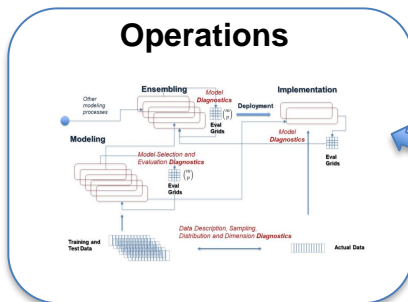 Operations
Ensembling
Implementation
Other
modeling
processes
Model
Diagnostics
(m p)
Deployment
Eval
Grids
Modeling
Model
Diagnostics
Eval
Grids
Model Selection and
Evaluation Diagnostics
(m p)
Eval
Grids
Data Description, Sampling,
Distribution and Dimension Diagnostics
Training and
Test Data
Actual Data